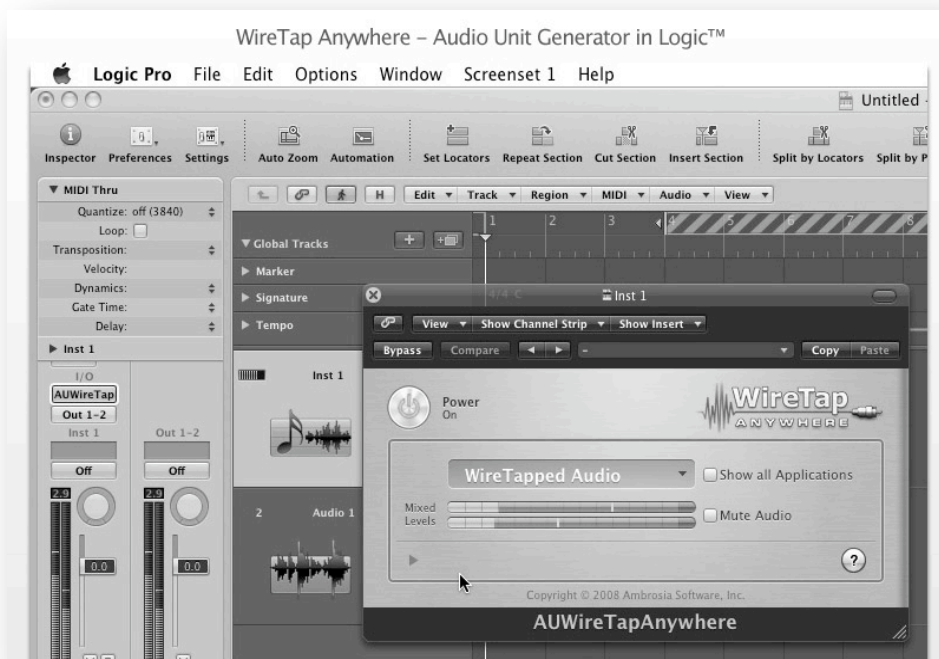 WireTap Anywhere – Audio Unit Generator in Logic™
Logic Pro File Edit Options Window Screenset 1 Help
Untitled -
Inspector Preferences Settings Auto Zoom Automation Set Locators Repeat Section Cut Section Insert Section Split by Locators Split by P
MIDI Thru
Quantize: off (3840)
Loop:
Transposition:
Velocity:
Dynamics:
Gate Time:
Delay:
Inst 1
I/O
AUWireTap
Out 1-2
Inst 1 Out 1-2
Off Off
2.9 2.9
0.0 0.0
H Edit Track Region MIDI Audio View
1 2 3 4 5 6 7 8
Global Tracks
Marker
Signature 4/4 C
Tempo
Inst 1
2 Audio 1
Inst 1
View Show Channel Strip Show Insert
Bypass Compare - Copy Paste
Power
On
WireTap
ANYWHERE
WireTapped Audio Show all Applications
Mixed
Levels
Mute Audio
?
Copyright © 2008 Ambrosia Software, Inc.
AUWireTapAnywhere